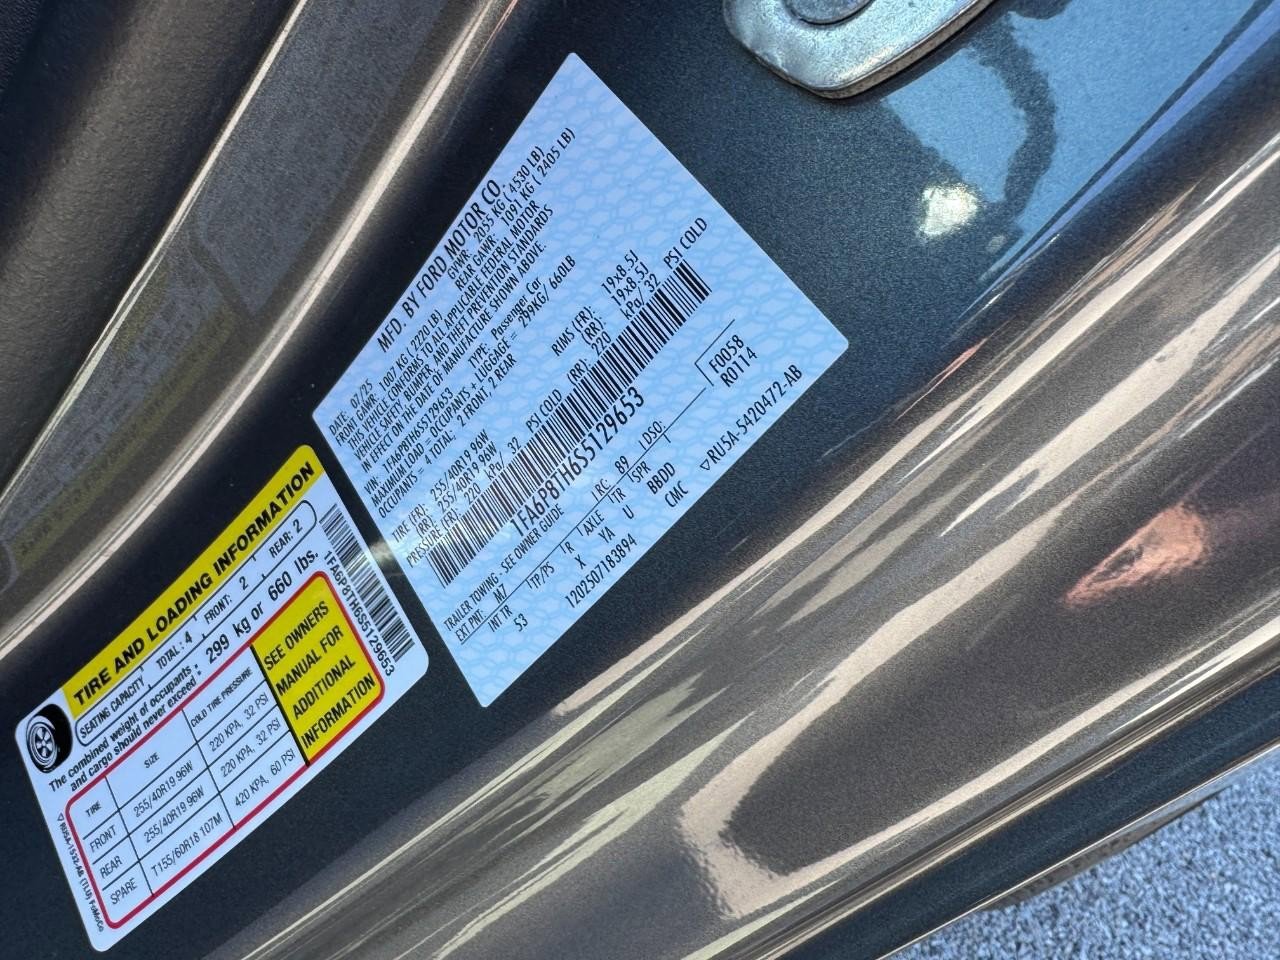 MFD. BY FORD MOTOR CO.
DATE: 07/25 GVWR: 2055 KG ( 4530 LB)
FRONT GAWR: 1007 KG ( 2220 LB) REAR GAWR: 1091 KG ( 2405 LB)
THIS VEHICLE CONFORMS TO ALL APPLICABLE FEDERAL MOTOR
VEHICLE SAFETY, BUMPER, AND THEFT PREVENTION STANDARDS
IN EFFECT ON THE DATE OF MANUFACTURE SHOWN ABOVE.
VIN: 1FA6P8TH6S5129653 TYPE: Passenger Car
MAXIMUM LOAD = OCCUPANTS + LUGGAGE = 299KG/ 660LB
OCCUPANTS = 4 TOTAL, 2 FRONT, 2 REAR
TIRE (FR): 255/40R19 96W RIMS (FR): 19x8.5J
(RR): 255/40R19 96W (RR): 19x8.5J
PRESSURE (FR): 220 kPa/ 32 PSI COLD (RR): 220 kPa/ 32 PSI COLD
1FA6P8TH6S5129653
TRAILER TOWING - SEE OWNER GUIDE F0058
EXT PNT: M7 LRC: 89 LDSO: R0114
INT TR TP/PS R AXLE TR SPR
53 X YA U BBDD
1202507183894 CMC ▽RU5A-5420472-AB
TIRE AND LOADING INFORMATION
SEATING CAPACITY TOTAL: 4 FRONT: 2 REAR: 2
The combined weight of occupants
and cargo should never exceed : 299 kg or 660 lbs.
TIRE SIZE COLD TIRE PRESSURE
FRONT 255/40R19 96W 220 KPA, 32 PSI
REAR 255/40R19 96W 220 KPA, 32 PSI
SPARE T155/60R18 107M 420 KPA, 60 PSI
SEE OWNERS
MANUAL FOR
ADDITIONAL
INFORMATION
1FA6P8TH6S5129653
▽ RU5A-1532-AB (TLU) FoMoCo